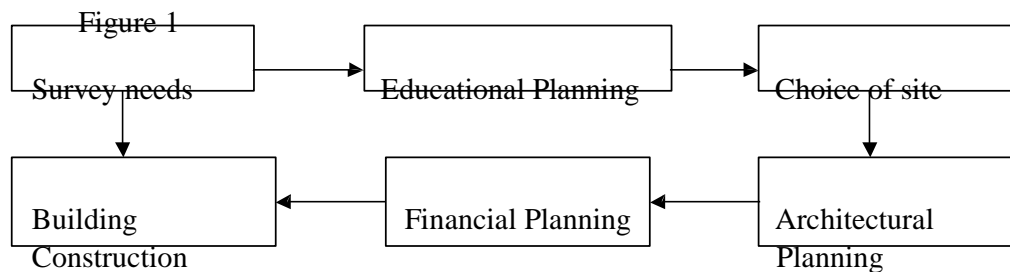 Figure 1
Survey needs
Educational Planning
Choice of site
Building
Construction
Financial Planning
Architectural
Planning